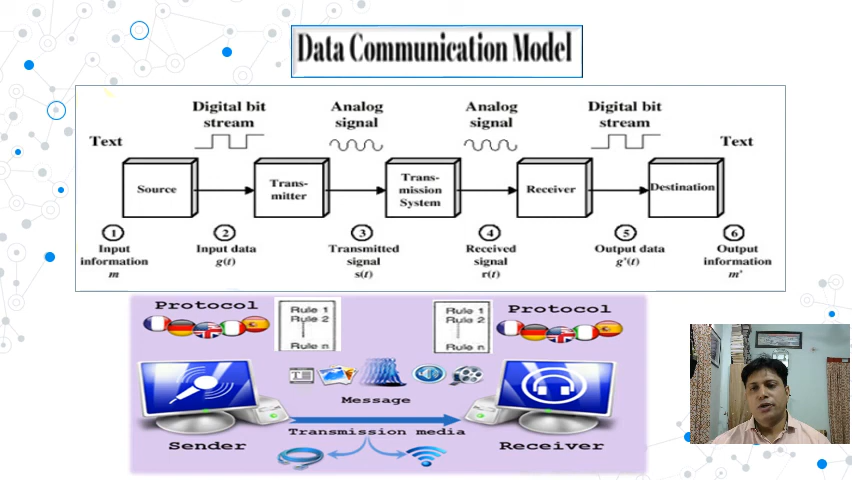 Data Communication Model
Digital bit
stream
Analog
signal
Analog
signal
Digital bit
stream
Text
Text
Source
Trans-
mitter
Trans-
mission
System
Receiver
Destination
1
Input
information
m
2
Input data
g(t)
3
Transmitted
signal
s(t)
4
Received
signal
r(t)
5
Output data
g'(t)
6
Output
information
m'
Protocol
Rule 1
Rule 2
Rule n
Rule 1
Rule 2
Rule n
Protocol
Message
Transmission media
Sender
Receiver